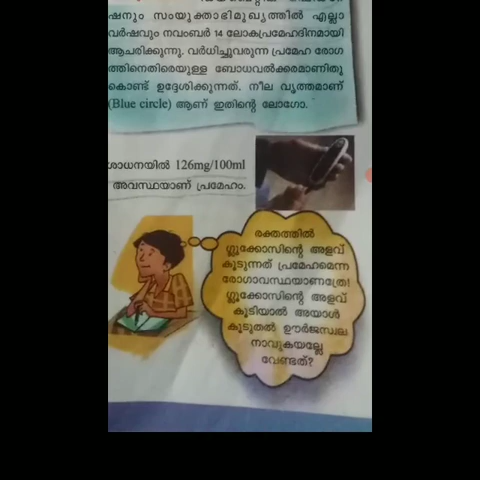 ഷനും സംയുക്താഭിമുഖ്യത്തിൽ എല്ലാ
വർഷവും നവംബർ 14 ലോകപ്രമേഹദിനമായി
ആചരിക്കുന്നു. വർധിച്ചുവരുന്ന പ്രമേഹ രോഗ
ത്തിനെതിരെയുള്ള ബോധവൽക്കരമാണിതു
കൊണ്ട് ഉദ്ദേശിക്കുന്നത്. നീല വൃത്തമാണ്
(Blue circle) ആണ് ഇതിന്റെ ലോഗോ.
ശോധനയിൽ 126mg/100ml
അവസ്ഥയാണ് പ്രമേഹം.
രക്തത്തിൽ
ഗ്ലൂക്കോസിന്റെ അളവ്
കൂടുന്നത് പ്രമേഹമെന്ന
രോഗാവസ്ഥയാണത്രേ!
ഗ്ലൂക്കോസിന്റെ അളവ്
കൂടിയാൽ അയാൾ
കൂടുതൽ ഊർജസ്വല
നാവുകയല്ലേ
വേണ്ടത്?